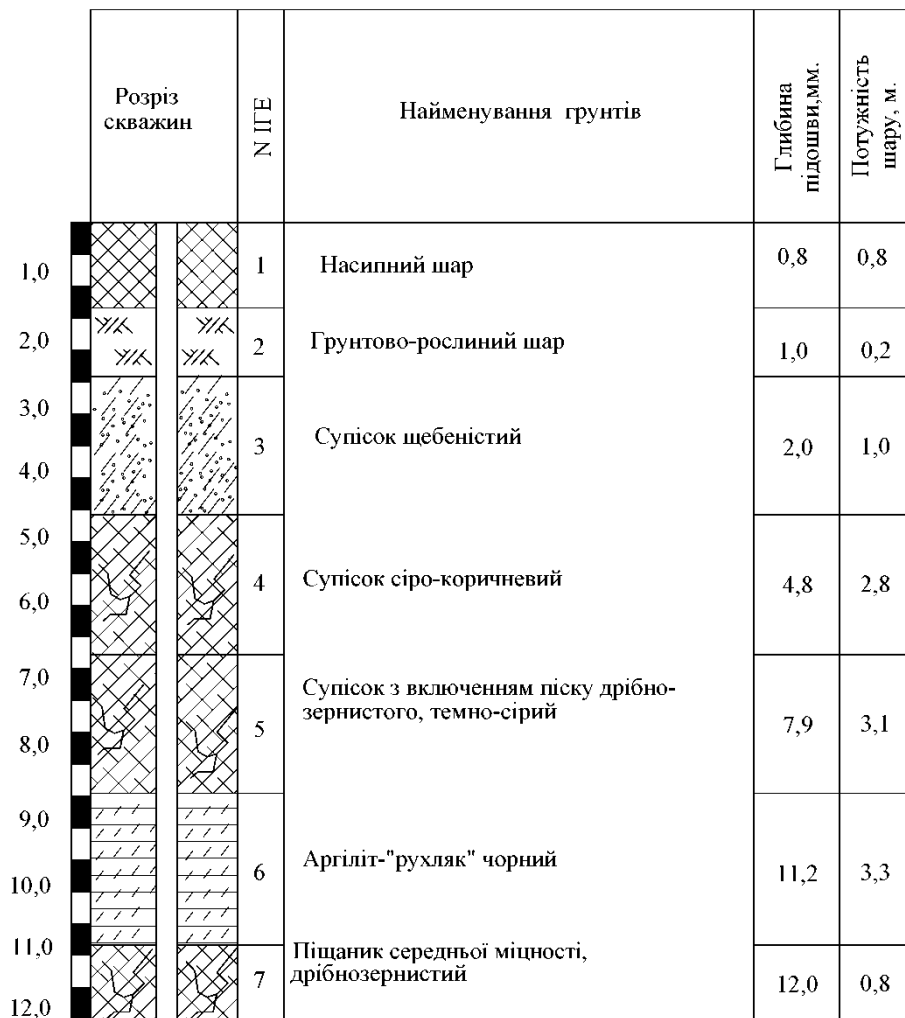 Розріз
скважин
N ІГЕ
Найменування грунтів
Глибина
підошви,мм.
Потужність
шару, м.
1,0
1
Насипний шар
0,8
0,8
2,0
2
Грунтово-рослиний шар
1,0
0,2
3,0
4,0
3
Супісок щебеністий
2,0
1,0
5,0
6,0
4
Супісок сіро-коричневий
4,8
2,8
7,0
8,0
5
Супісок з включенням піску дрібно-
зернистого, темно-сірий
7,9
3,1
9,0
10,0
6
Аргіліт-"рухляк" чорний
11,2
3,3
11,0
12,0
7
Піщаник середньої міцності,
дрібнозернистий
12,0
0,8